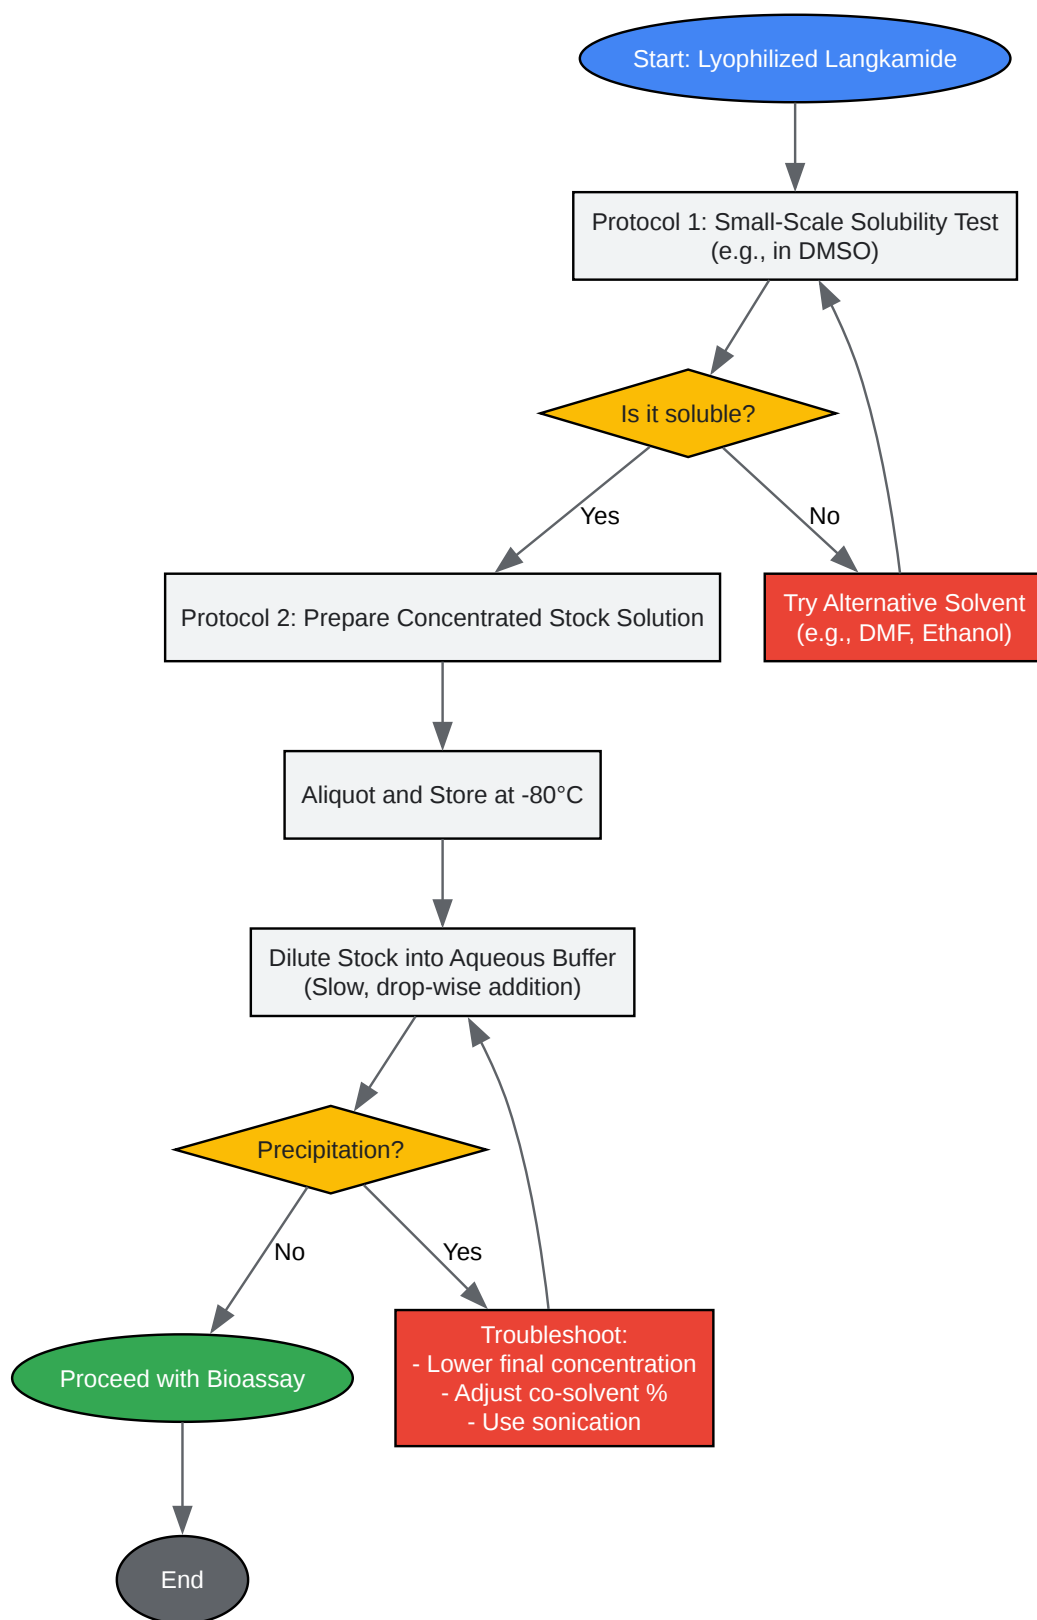 Start: Lyophilized Langkamide
Protocol 1: Small-Scale Solubility Test
(e.g., in DMSO)
Is it soluble?
Yes
No
Protocol 2: Prepare Concentrated Stock Solution
Try Alternative Solvent
(e.g., DMF, Ethanol)
Aliquot and Store at -80°C
Dilute Stock into Aqueous Buffer
(Slow, drop-wise addition)
Precipitation?
No
Yes
Proceed with Bioassay
Troubleshoot:
- Lower final concentration
- Adjust co-solvent %
- Use sonication
End